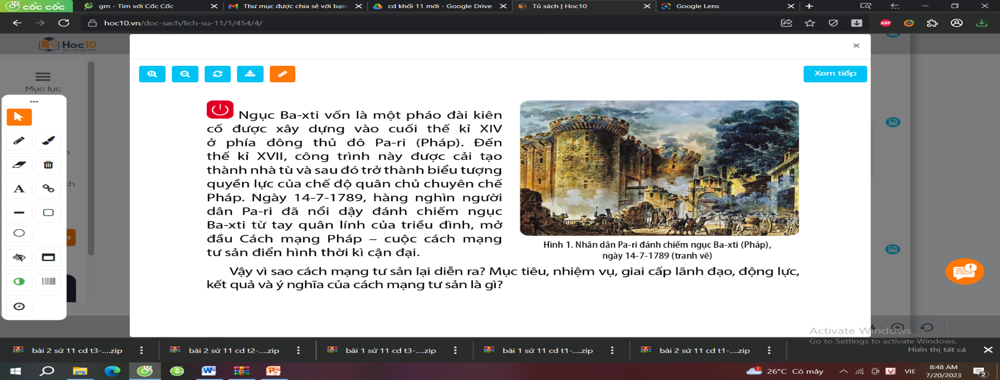 cốc cốc
gm - Tìm với Cốc Cốc
Thư mục được chia sẻ với bạn:
cd khối 11 mới - Google Drive
Tủ sách | Hoc10
Google Lens
hoc10.vn/doc-sach/lich-su-11/1/454/4/
ABP
Hoc10
Mục lục
Xem tiếp
Ngục Ba-xti vốn là một pháo đài kiên
cố được xây dựng vào cuối thế kỉ XIV
ở phía đông thủ đô Pa-ri (Pháp). Đến
thế kỉ XVII, công trình này được cải tạo
thành nhà tù và sau đó trở thành biểu tượng
quyền lực của chế độ quân chủ chuyên chế
Pháp. Ngày 14-7-1789, hàng nghìn người
dân Pa-ri đã nổi dậy đánh chiếm ngục
Ba-xti từ tay quân lính của triều đình, mở
đầu Cách mạng Pháp – cuộc cách mạng
tư sản điển hình thời kì cận đại.
Hình 1. Nhân dân Pa-ri đánh chiếm ngục Ba-xti (Pháp),
ngày 14-7-1789 (tranh vẽ)
Vậy vì sao cách mạng tư sản lại diễn ra? Mục tiêu, nhiệm vụ, giai cấp lãnh đạo, động lực,
kết quả và ý nghĩa của cách mạng tư sản là gì?
A
Activate Windows
Go to Settings to activate Windows.
bài 2 sử 11 cd t3-....zip
bài 2 sử 11 cd t2-....zip
bài 1 sử 11 cd t3-....zip
bài 1 sử 11 cd t1-....zip
bài 2 sử 11 cd t1-....zip
Hiển thị tất cả
26°C Có mây
VIE
8:48 AM
7/20/2023
2